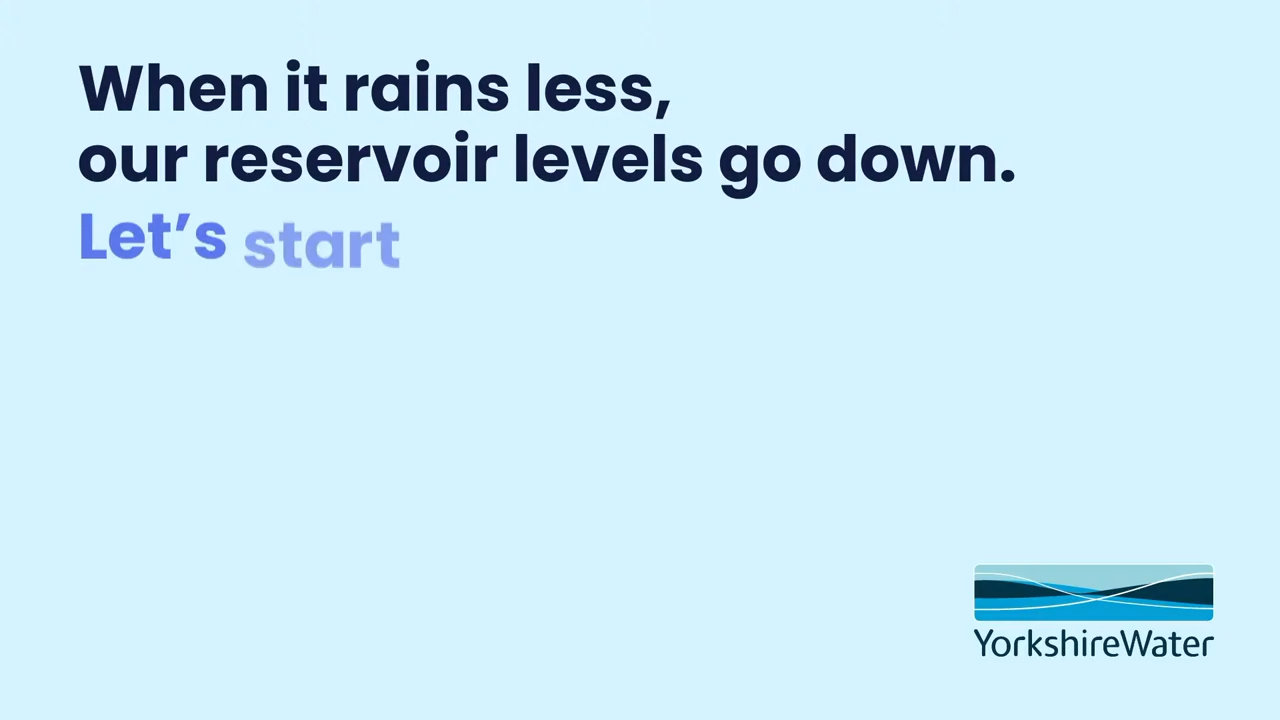 When it rains less,
our reservoir levels go down.
Let’s start
YorkshireWater